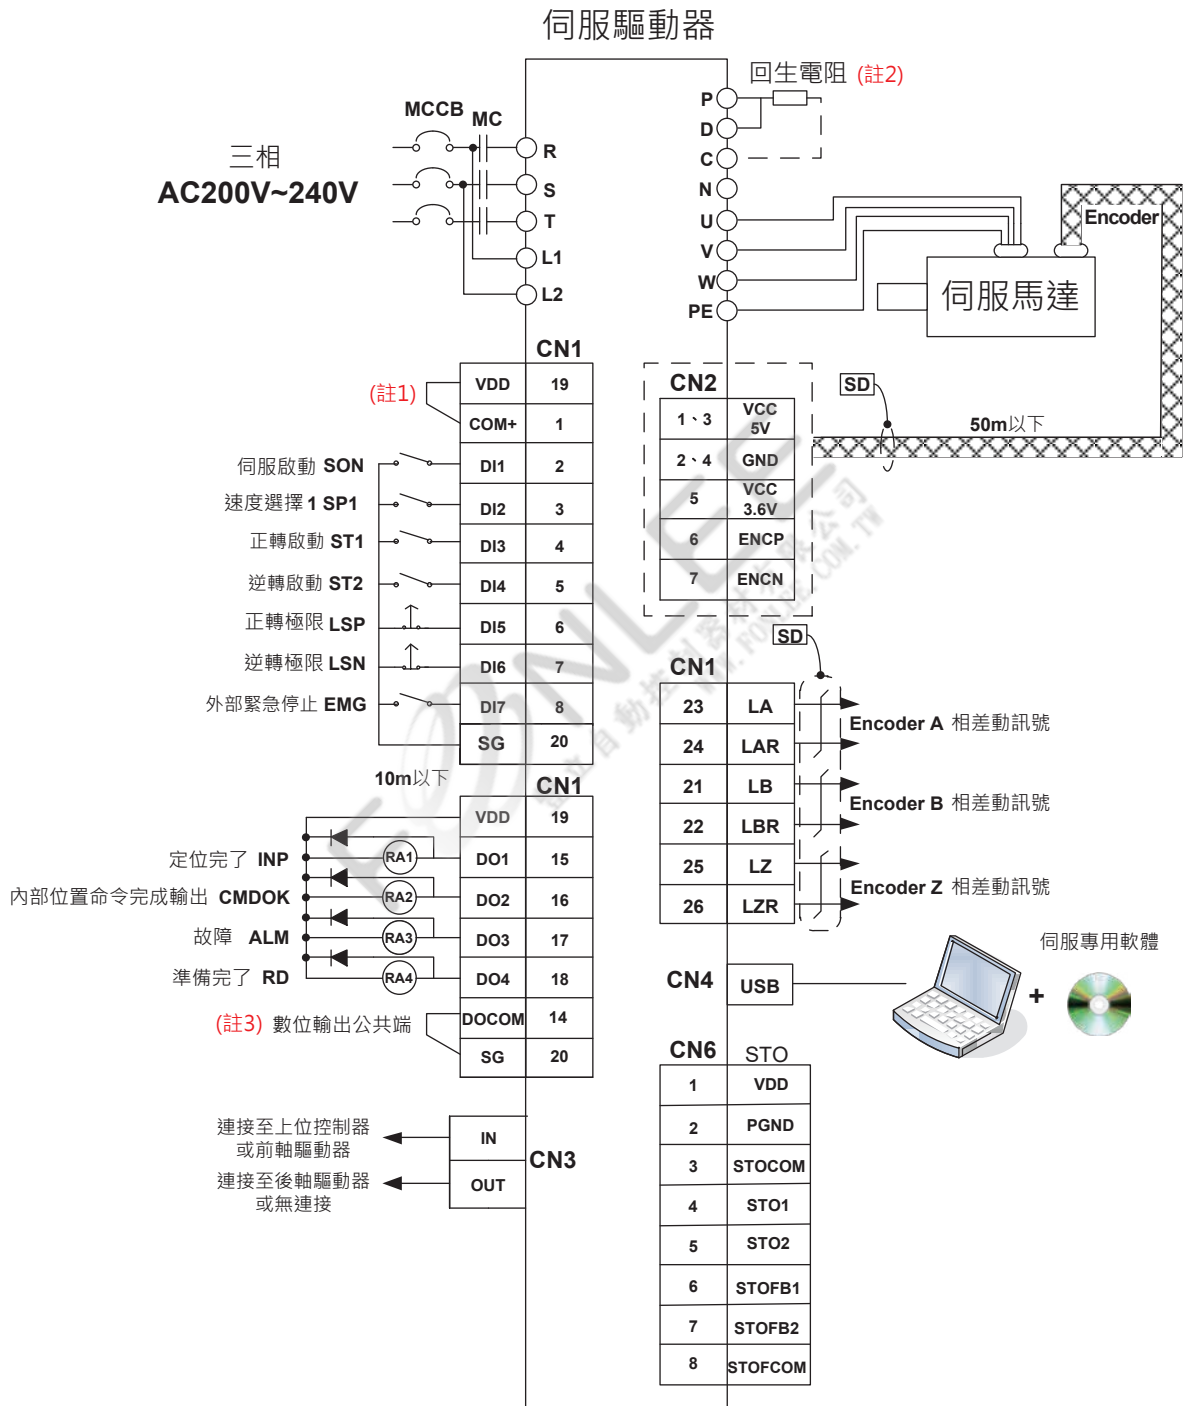 伺服驅動器
回生電阻 (註2)
MCCB
MC
三相
AC200V~240V
R
S
T
L1
L2
P
D
C
N
U
V
W
PE
Encoder
伺服馬達
CN1
(註1)
VDD 19
COM+ 1
伺服啟動 SON DI1 2
速度選擇 1 SP1 DI2 3
正轉啟動 ST1 DI3 4
逆轉啟動 ST2 DI4 5
正轉極限 LSP DI5 6
逆轉極限 LSN DI6 7
外部緊急停止 EMG DI7 8
SG 20
10m以下
CN2
1、3 VCC 5V
2、4 GND
5 VCC 3.6V
6 ENCP
7 ENCN
SD
50m以下
SD
CN1
23 LA
24 LAR
Encoder A 相差動訊號
21 LB
22 LBR
Encoder B 相差動訊號
25 LZ
26 LZR
Encoder Z 相差動訊號
CN1
VDD 19
定位完了 INP RA1 DO1 15
內部位置命令完成輸出 CMDOK RA2 DO2 16
故障 ALM RA3 DO3 17
準備完了 RD RA4 DO4 18
(註3) 數位輸出公共端 DOCOM 14
SG 20
CN4 USB
+
伺服專用軟體
連接至上位控制器
或前軸驅動器
IN
CN3
連接至後軸驅動器
或無連接
OUT
CN6 STO
1 VDD
2 PGND
3 STOCOM
4 STO1
5 STO2
6 STOFB1
7 STOFB2
8 STOFCOM
FONLEE
WWW.FONLEE.COM.TW